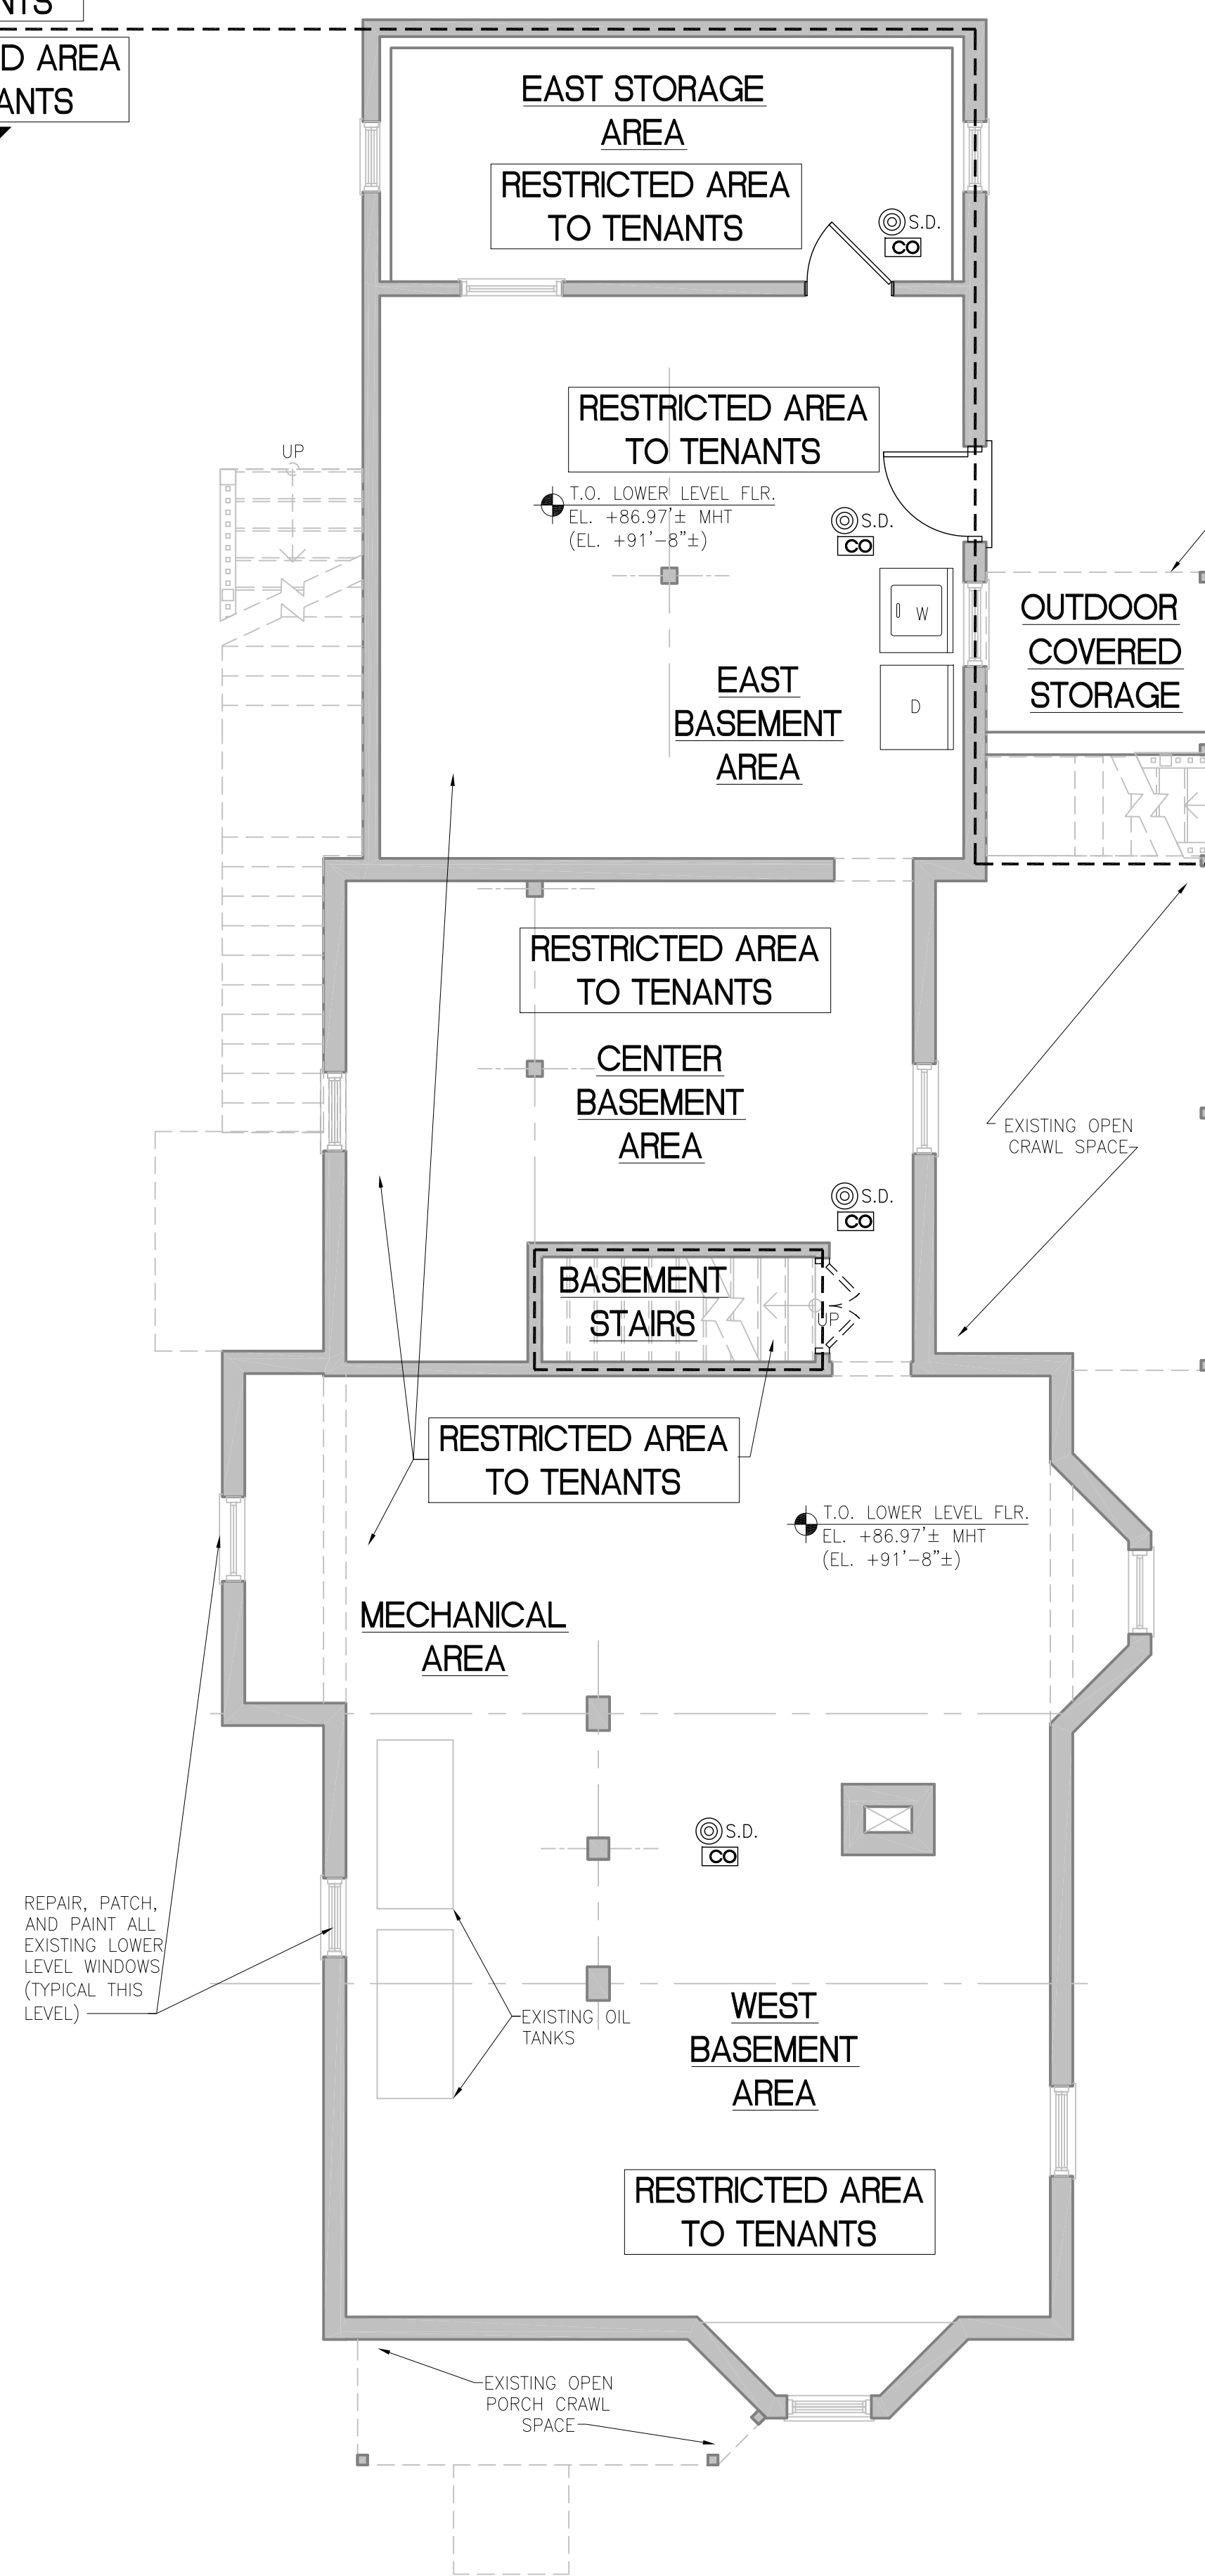 NTS
D AREA
ANTS
EAST STORAGE
AREA
RESTRICTED AREA
TO TENANTS
S.D.
CO
RESTRICTED AREA
TO TENANTS
UP
T.O. LOWER LEVEL FLR.
EL. +86.97'± MHT
(EL. +91'-8"±)
S.D.
CO
W
OUTDOOR
COVERED
STORAGE
EAST
BASEMENT
AREA
D
RESTRICTED AREA
TO TENANTS
CENTER
BASEMENT
AREA
EXISTING OPEN
CRAWL SPACE
S.D.
CO
BASEMENT
STAIRS
UP
RESTRICTED AREA
TO TENANTS
T.O. LOWER LEVEL FLR.
EL. +86.97'± MHT
(EL. +91'-8"±)
MECHANICAL
AREA
S.D.
CO
REPAIR, PATCH,
AND PAINT ALL
EXISTING LOWER
LEVEL WINDOWS
(TYPICAL THIS
LEVEL)
EXISTING OIL
TANKS
WEST
BASEMENT
AREA
RESTRICTED AREA
TO TENANTS
EXISTING OPEN
PORCH CRAWL
SPACE